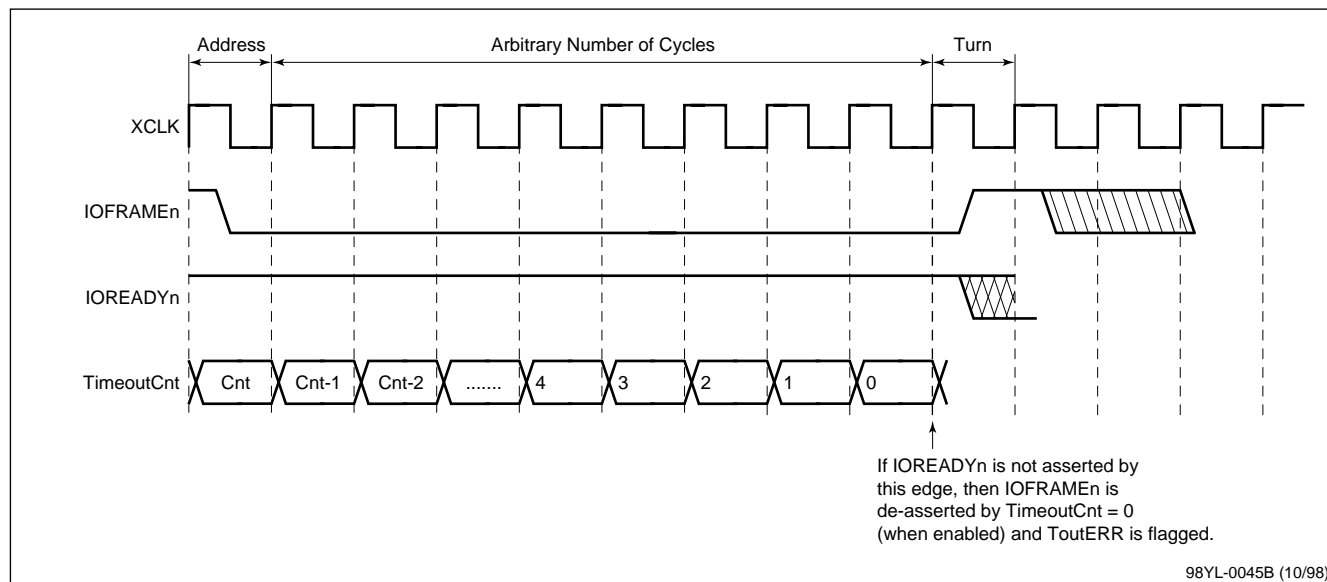 Address
Arbitrary Number of Cycles
Turn
XCLK
IOFRAMEn
IOREADYn
TimeoutCnt
Cnt
Cnt-1
Cnt-2
.......
4
3
2
1
0
If IOREADYn is not asserted by
this edge, then IOFRAMEn is
de-asserted by TimeoutCnt = 0
(when enabled) and ToutERR is flagged.
98YL-0045B (10/98)